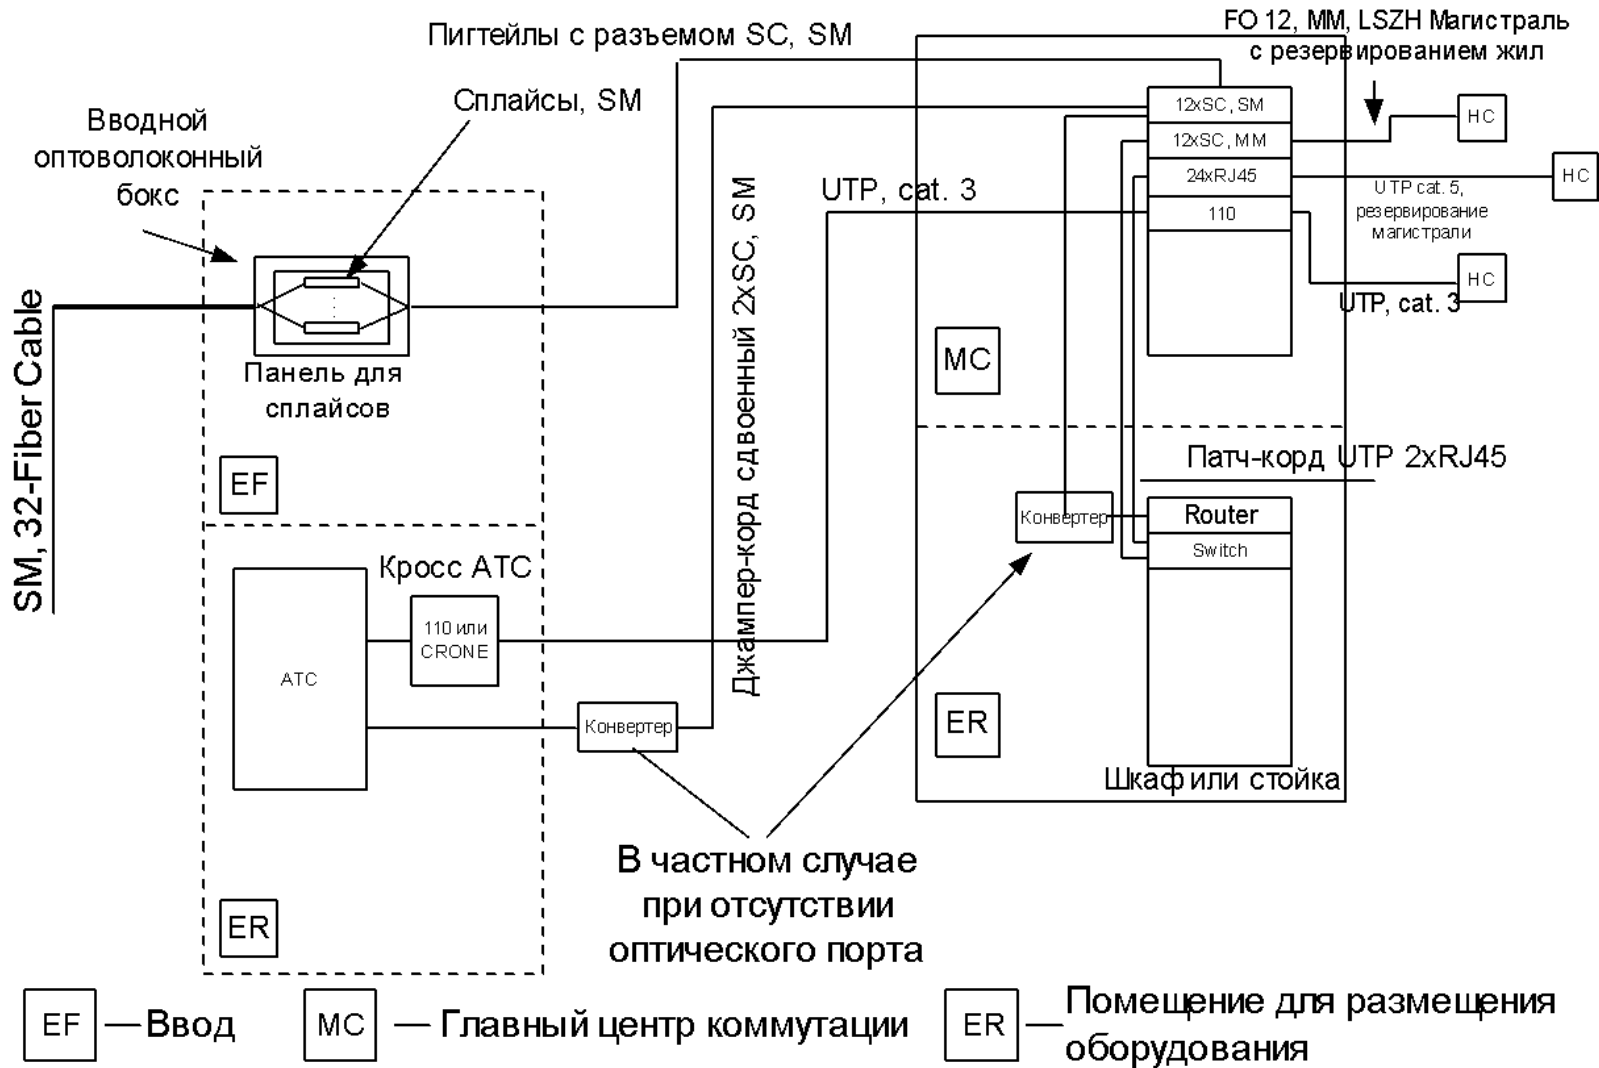 FO 12, MM, LSZH Магистраль
с резервированием жил
Пигтейлы с разъемом SC, SM
Сплайсы, SM
Вводной
оптоволоконный
бокс
12xSC, SM
12xSC, MM
24xRJ45
110
HC
HC
HC
UTP cat. 5,
резервирование
магистрали
UTP, cat. 3
UTP, cat. 3
Джампер-корд сдвоенный 2xSC, SM
SM, 32-Fiber Cable
Панель для
сплайсов
EF
MC
Патч-корд UTP 2xRJ45
Конвертер
Router
Switch
Кросс АТС
110 или
CRONE
АТС
Конвертер
ER
Шкаф или стойка
В частном случае
при отсутствии
оптического порта
ER
EF — Ввод
MC — Главный центр коммутации
ER — Помещение для размещения
оборудования